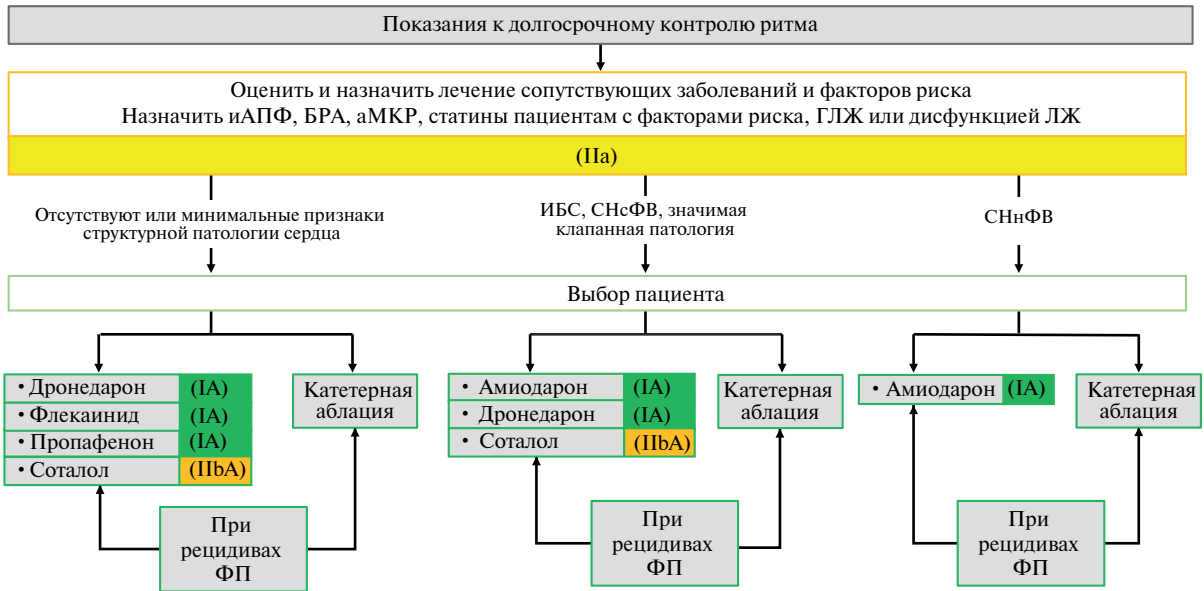 Показания к долгосрочному контролю ритма
Оценить и назначить лечение сопутствующих заболеваний и факторов риска
Назначить иАПФ, БРА, аМКР, статины пациентам с факторами риска, ГЛЖ или дисфункцией ЛЖ
(IIa)
Отсутствуют или минимальные признаки
структурной патологии сердца
ИБС, СНсФВ, значимая
клапанная патология
СНнФВ
Выбор пациента
• Дронедарон (IA)
• Флекаинид (IA)
• Пропафенон (IA)
• Соталол (IIbA)
Катетерная
аблация
При
рецидивах
ФП
• Амиодарон (IA)
• Дронедарон (IA)
• Соталол (IIbA)
Катетерная
аблация
При
рецидивах
ФП
• Амиодарон (IA)
Катетерная
аблация
При
рецидивах
ФП